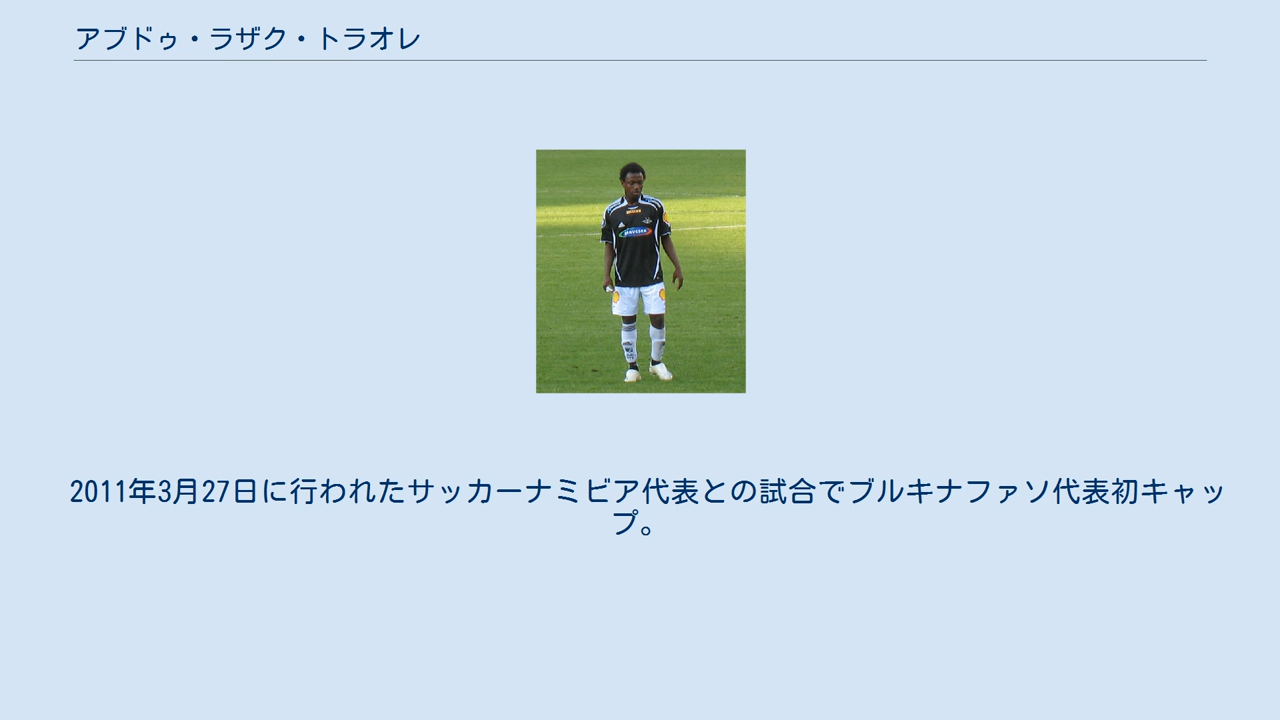 アブドゥ・ラザク・トラオレ
2011年3月27日に行われたサッカーナミビア代表との試合でブルキナファソ代表初キャッ
プ。